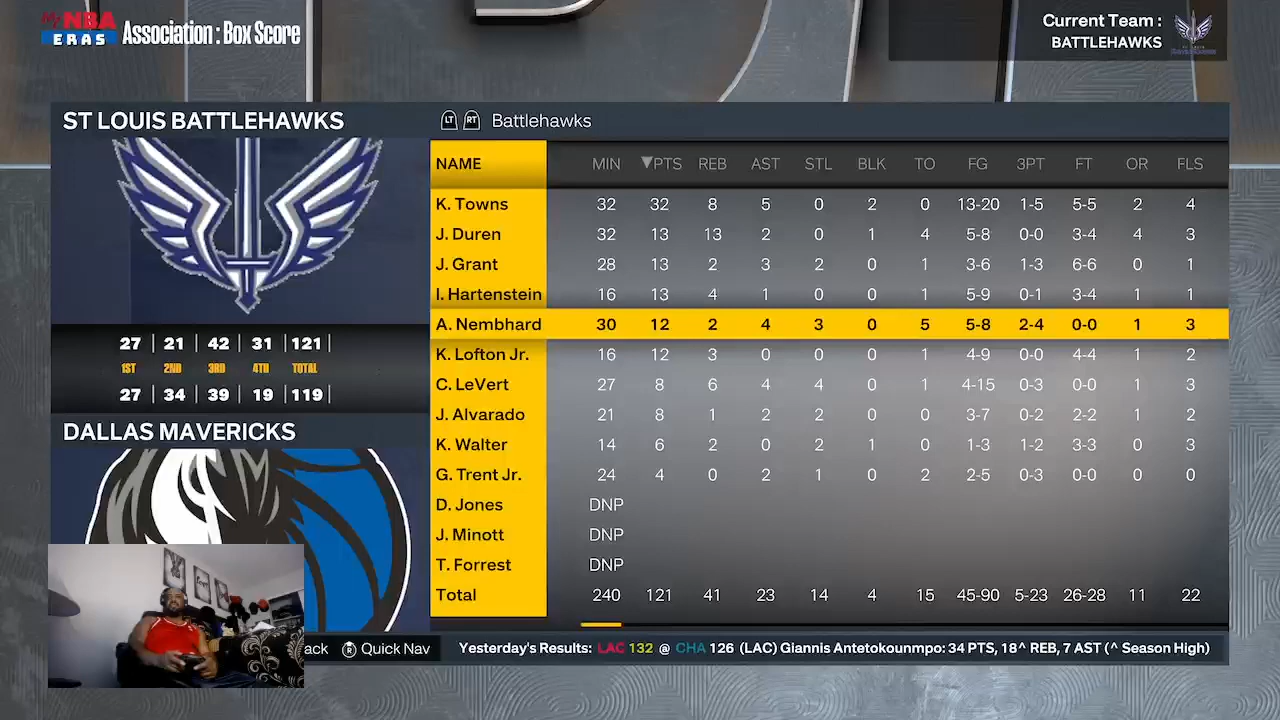 My NBA
ERAS
Association : Box Score
Current Team :
BATTLEHAWKS
ST LOUIS BATTLEHAWKS
27 | 21 | 42 | 31 | 121 |
1ST 2ND 3RD 4TH TOTAL
27 | 34 | 39 | 19 | 119 |
DALLAS MAVERICKS
LT RT Battlehawks
NAME MIN ▼PTS REB AST STL BLK TO FG 3PT FT OR FLS
K. Towns 32 32 8 5 0 2 0 13-20 1-5 5-5 2 4
J. Duren 32 13 13 2 0 1 4 5-8 0-0 3-4 4 3
J. Grant 28 13 2 3 2 0 1 3-6 1-3 6-6 0 1
I. Hartenstein 16 13 4 1 0 0 1 5-9 0-1 3-4 1 1
A. Nembhard 30 12 2 4 3 0 5 5-8 2-4 0-0 1 3
K. Lofton Jr. 16 12 3 0 0 0 1 4-9 0-0 4-4 1 2
C. LeVert 27 8 6 4 4 0 1 4-15 0-3 0-0 1 3
J. Alvarado 21 8 1 2 2 0 0 3-7 0-2 2-2 1 2
K. Walter 14 6 2 0 2 1 0 1-3 1-2 3-3 0 3
G. Trent Jr. 24 4 0 2 1 0 2 2-5 0-3 0-0 0 0
D. Jones DNP
J. Minott DNP
T. Forrest DNP
Total 240 121 41 23 14 4 15 45-90 5-23 26-28 11 22
ack R Quick Nav
Yesterday's Results: LAC 132 @ CHA 126 (LAC) Giannis Antetokounmpo: 34 PTS, 18^ REB, 7 AST (^ Season High)